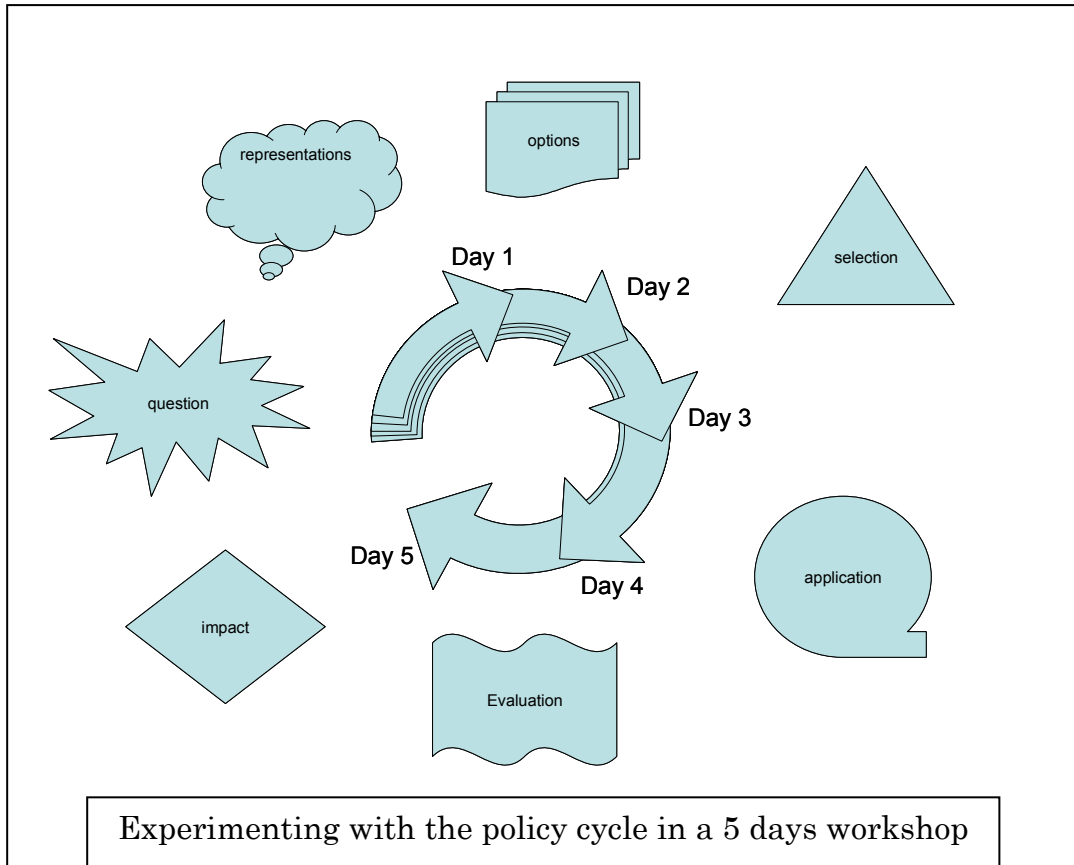 options
representations
selection
Day 1
Day 2
question
Day 3
Day 5
Day 4
application
impact
Evaluation
Experimenting with the policy cycle in a 5 days workshop